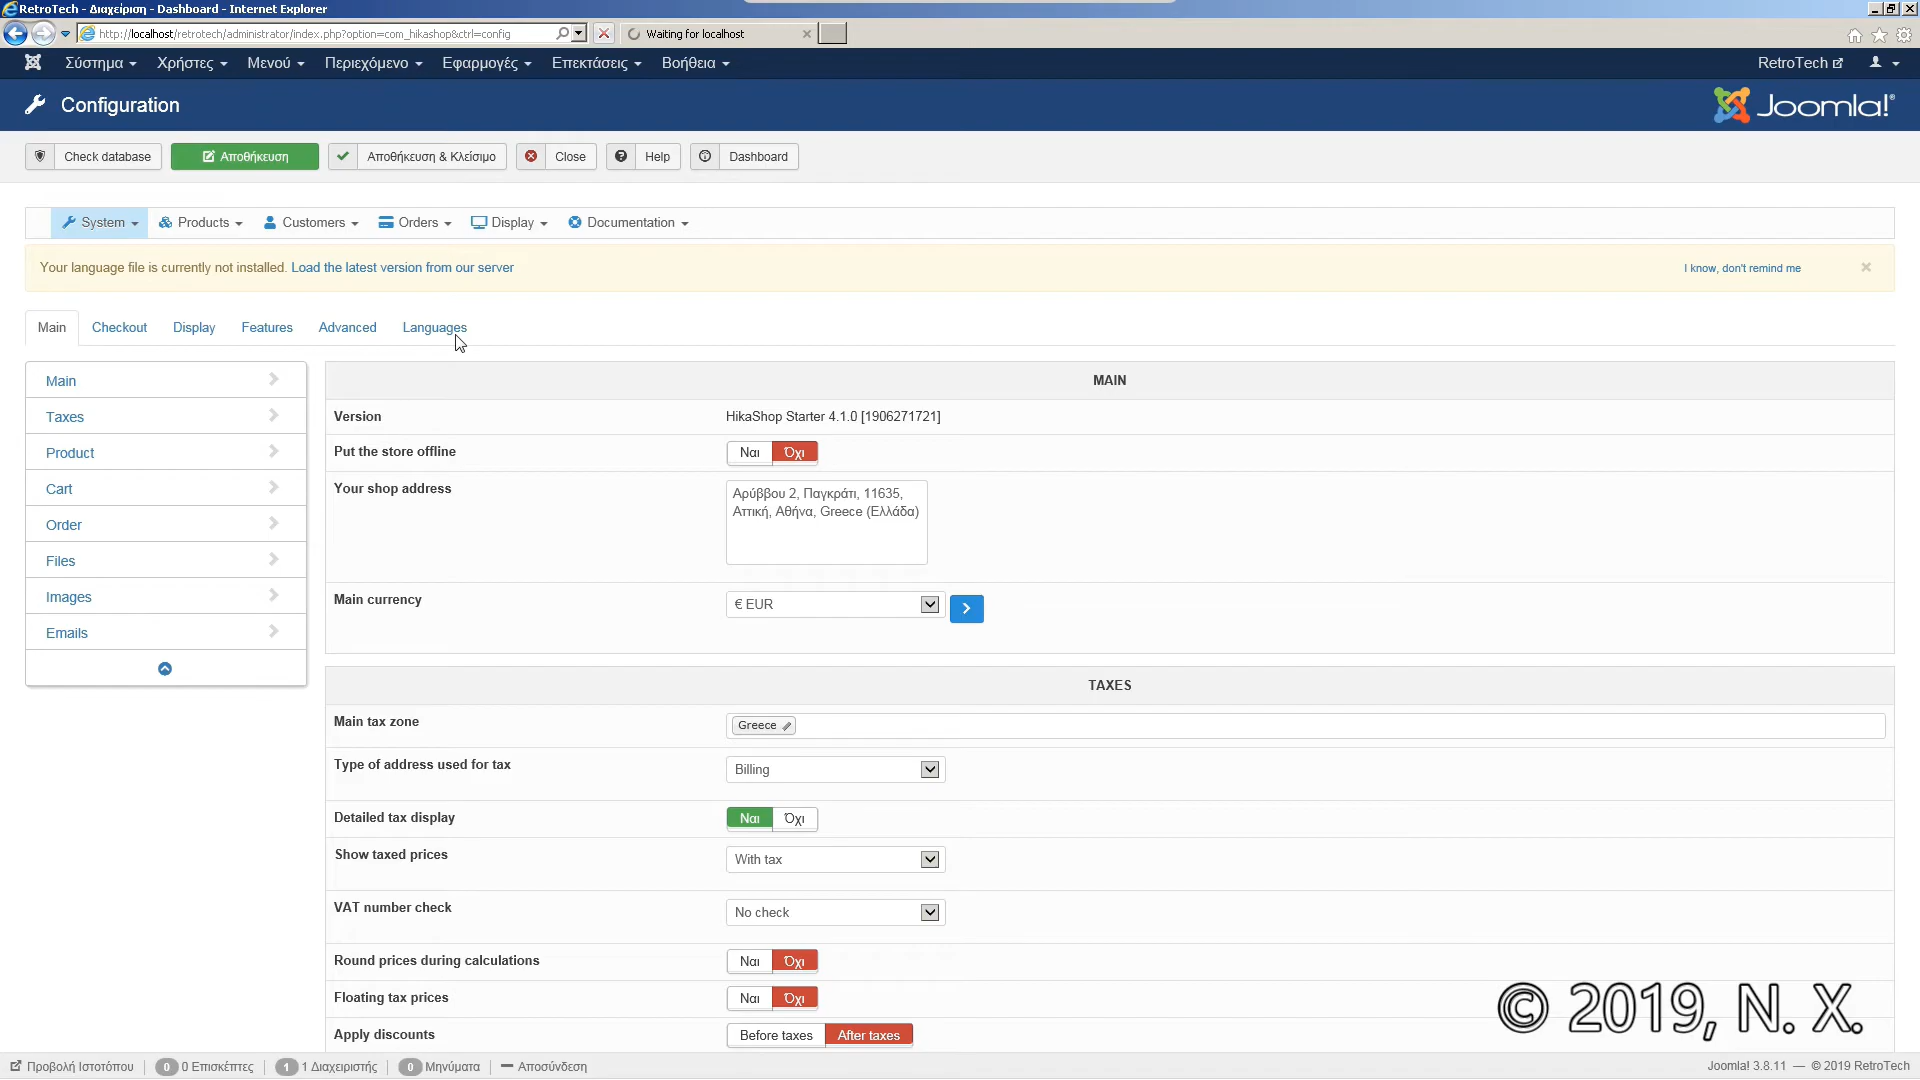 RetroTech - Διαχείριση - Dashboard - Internet Explorer
http://localhost/retrotech/administrator/index.php?option=com_hikashop&ctrl=config
Waiting for localhost
Σύστημα Χρήστες Μενού Περιεχόμενο Εφαρμογές Επεκτάσεις Βοήθεια RetroTech
Configuration Joomla!®
Check database Αποθήκευση Αποθήκευση & Κλείσιμο Close Help Dashboard
System Products Customers Orders Display Documentation
Your language file is currently not installed. Load the latest version from our server I know, don't remind me
Main Checkout Display Features Advanced Languages
Main
Taxes
Product
Cart
Order
Files
Images
Emails
MAIN
Version HikaShop Starter 4.1.0 [1906271721]
Put the store offline Ναι Όχι
Your shop address Αρύββου 2, Παγκράτι, 11635,
Αττική, Αθήνα, Greece (Ελλάδα)
Main currency € EUR
TAXES
Main tax zone Greece
Type of address used for tax Billing
Detailed tax display Ναι Όχι
Show taxed prices With tax
VAT number check No check
Round prices during calculations Ναι Όχι
Floating tax prices Ναι Όχι
Apply discounts Before taxes After taxes
© 2019, N. X.
Προβολή Ιστοτόπου 0 0 Επισκέπτες 1 1 Διαχειριστής 0 Μηνύματα Αποσύνδεση Joomla! 3.8.11 — © 2019 RetroTech